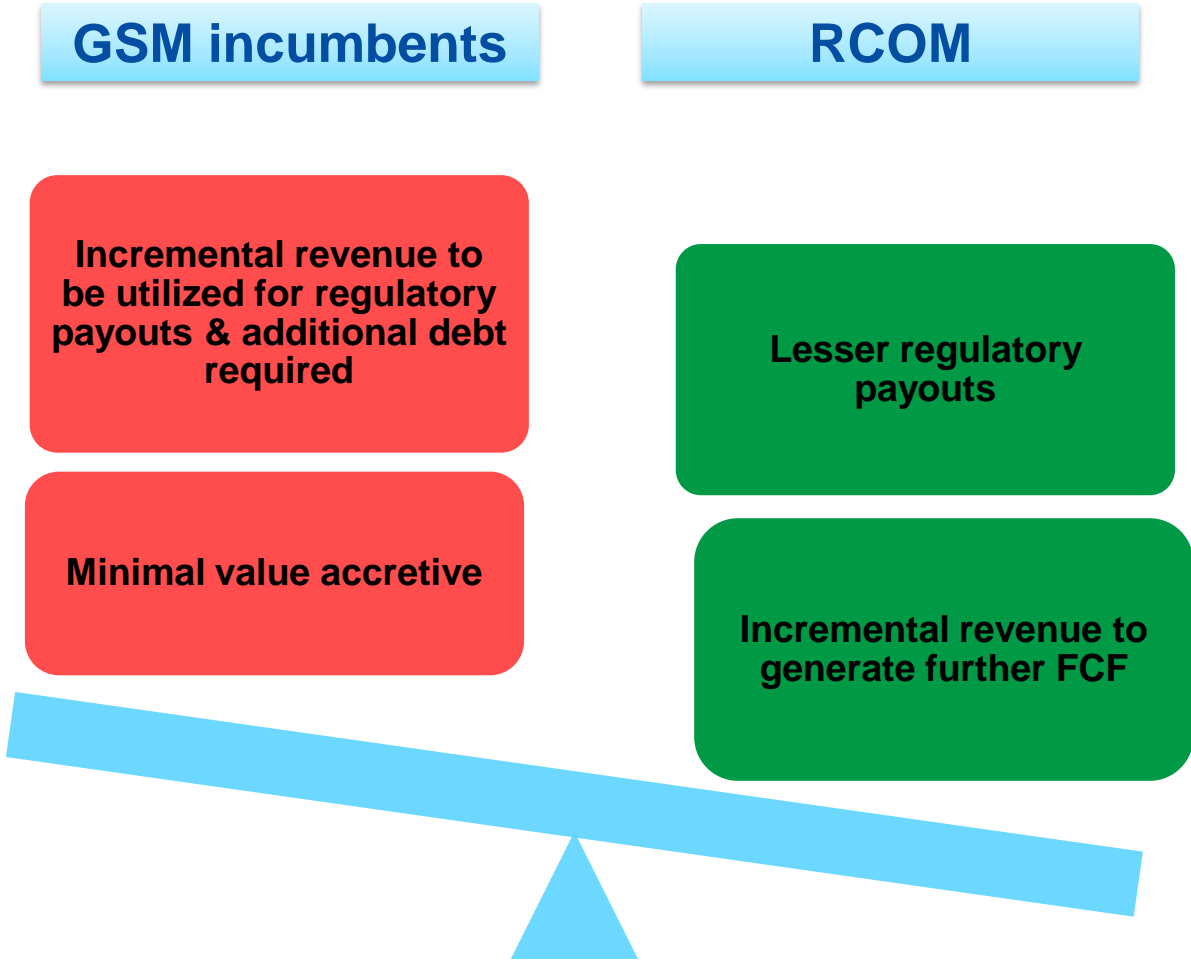 GSM incumbents
RCOM
Incremental revenue to
be utilized for regulatory
payouts & additional debt
required
Minimal value accretive
Lesser regulatory
payouts
Incremental revenue to
generate further FCF